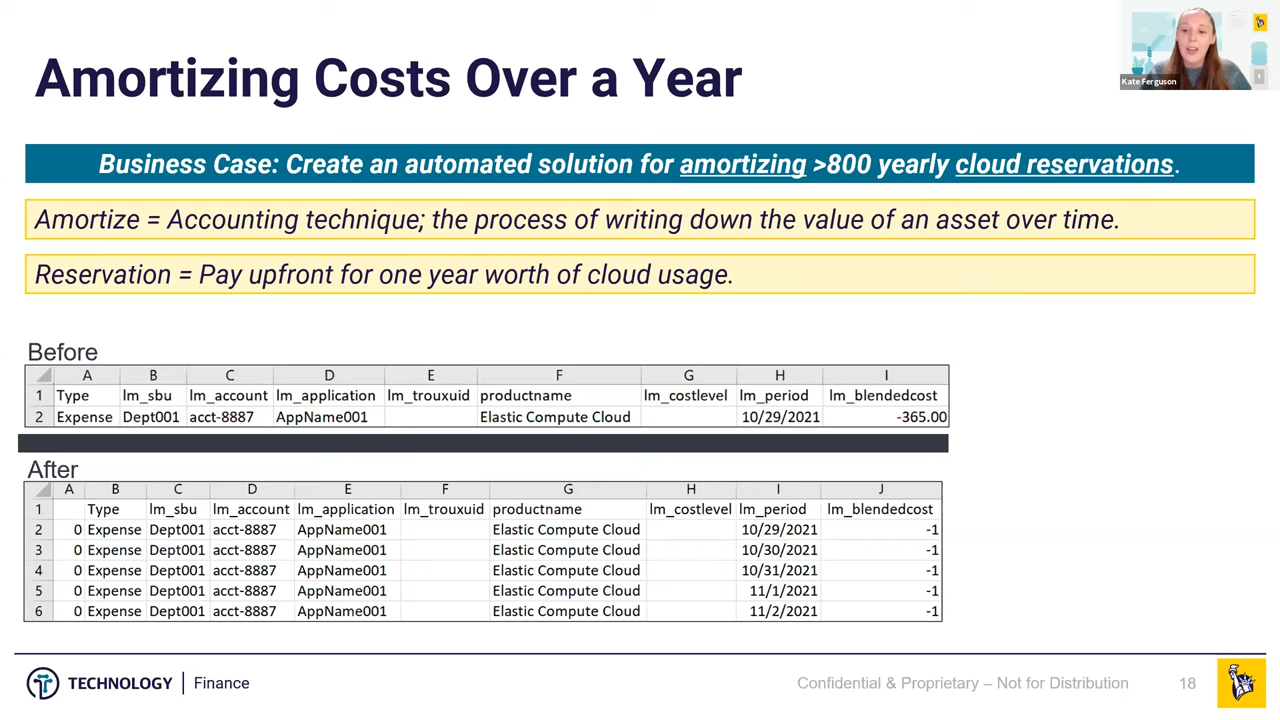 Amortizing Costs Over a Year
Kate Ferguson
Business Case: Create an automated solution for amortizing >800 yearly cloud reservations.
Amortize = Accounting technique; the process of writing down the value of an asset over time.
Reservation = Pay upfront for one year worth of cloud usage.
Before
A B C D E F G H I
1 Type lm_sbu lm_account lm_application lm_trouxuid productname lm_costlevel lm_period lm_blendedcost
2 Expense Dept001 acct-8887 AppName001 Elastic Compute Cloud 10/29/2021 -365.00
After
A B C D E F G H I J
1 Type lm_sbu lm_account lm_application lm_trouxuid productname lm_costlevel lm_period lm_blendedcost
2 0 Expense Dept001 acct-8887 AppName001 Elastic Compute Cloud 10/29/2021 -1
3 0 Expense Dept001 acct-8887 AppName001 Elastic Compute Cloud 10/30/2021 -1
4 0 Expense Dept001 acct-8887 AppName001 Elastic Compute Cloud 10/31/2021 -1
5 0 Expense Dept001 acct-8887 AppName001 Elastic Compute Cloud 11/1/2021 -1
6 0 Expense Dept001 acct-8887 AppName001 Elastic Compute Cloud 11/2/2021 -1
TECHNOLOGY | Finance
Confidential & Proprietary – Not for Distribution
18